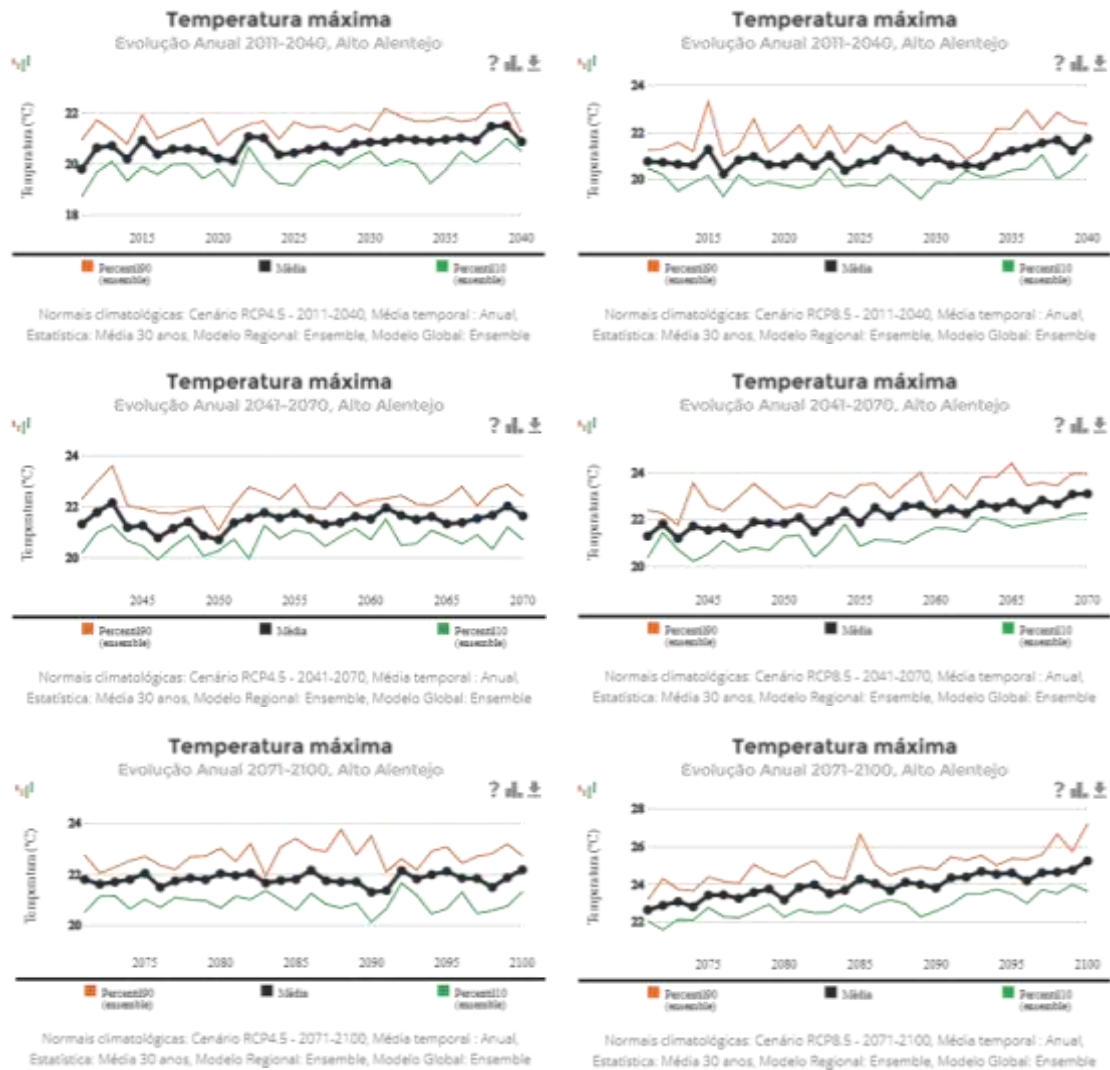 Temperatura máxima
Evolução Anual 2011-2040, Alto Alentejo
?
Temperatura (°C)
22
20
18
2015 2020 2025 2030 2035 2040
Percentil90 (ensemble)
Média
Percentil10 (ensemble)
Normais climatológicas: Cenário RCP4.5 - 2011-2040, Média temporal : Anual,
Estatística: Média 30 anos, Modelo Regional: Ensemble, Modelo Global: Ensemble
Temperatura máxima
Evolução Anual 2011-2040, Alto Alentejo
?
Temperatura (°C)
24
22
20
2015 2020 2025 2030 2035 2040
Percentil90 (ensemble)
Média
Percentil10 (ensemble)
Normais climatológicas: Cenário RCP8.5 - 2011-2040, Média temporal : Anual,
Estatística: Média 30 anos, Modelo Regional: Ensemble, Modelo Global: Ensemble
Temperatura máxima
Evolução Anual 2041-2070, Alto Alentejo
?
Temperatura (°C)
24
22
20
2045 2050 2055 2060 2065 2070
Percentil90 (ensemble)
Média
Percentil10 (ensemble)
Normais climatológicas: Cenário RCP4.5 - 2041-2070, Média temporal : Anual,
Estatística: Média 30 anos, Modelo Regional: Ensemble, Modelo Global: Ensemble
Temperatura máxima
Evolução Anual 2041-2070, Alto Alentejo
?
Temperatura (°C)
24
22
20
2045 2050 2055 2060 2065 2070
Percentil90 (ensemble)
Média
Percentil10 (ensemble)
Normais climatológicas: Cenário RCP8.5 - 2041-2070, Média temporal : Anual,
Estatística: Média 30 anos, Modelo Regional: Ensemble, Modelo Global: Ensemble
Temperatura máxima
Evolução Anual 2071-2100, Alto Alentejo
?
Temperatura (°C)
24
22
20
2075 2080 2085 2090 2095 2100
Percentil90 (ensemble)
Média
Percentil10 (ensemble)
Normais climatológicas: Cenário RCP4.5 - 2071-2100, Média temporal : Anual,
Estatística: Média 30 anos, Modelo Regional: Ensemble, Modelo Global: Ensemble
Temperatura máxima
Evolução Anual 2071-2100, Alto Alentejo
?
Temperatura (°C)
28
26
24
22
2075 2080 2085 2090 2095 2100
Percentil90 (ensemble)
Média
Percentil10 (ensemble)
Normais climatológicas: Cenário RCP8.5 - 2071-2100, Média temporal : Anual,
Estatística: Média 30 anos, Modelo Regional: Ensemble, Modelo Global: Ensemble